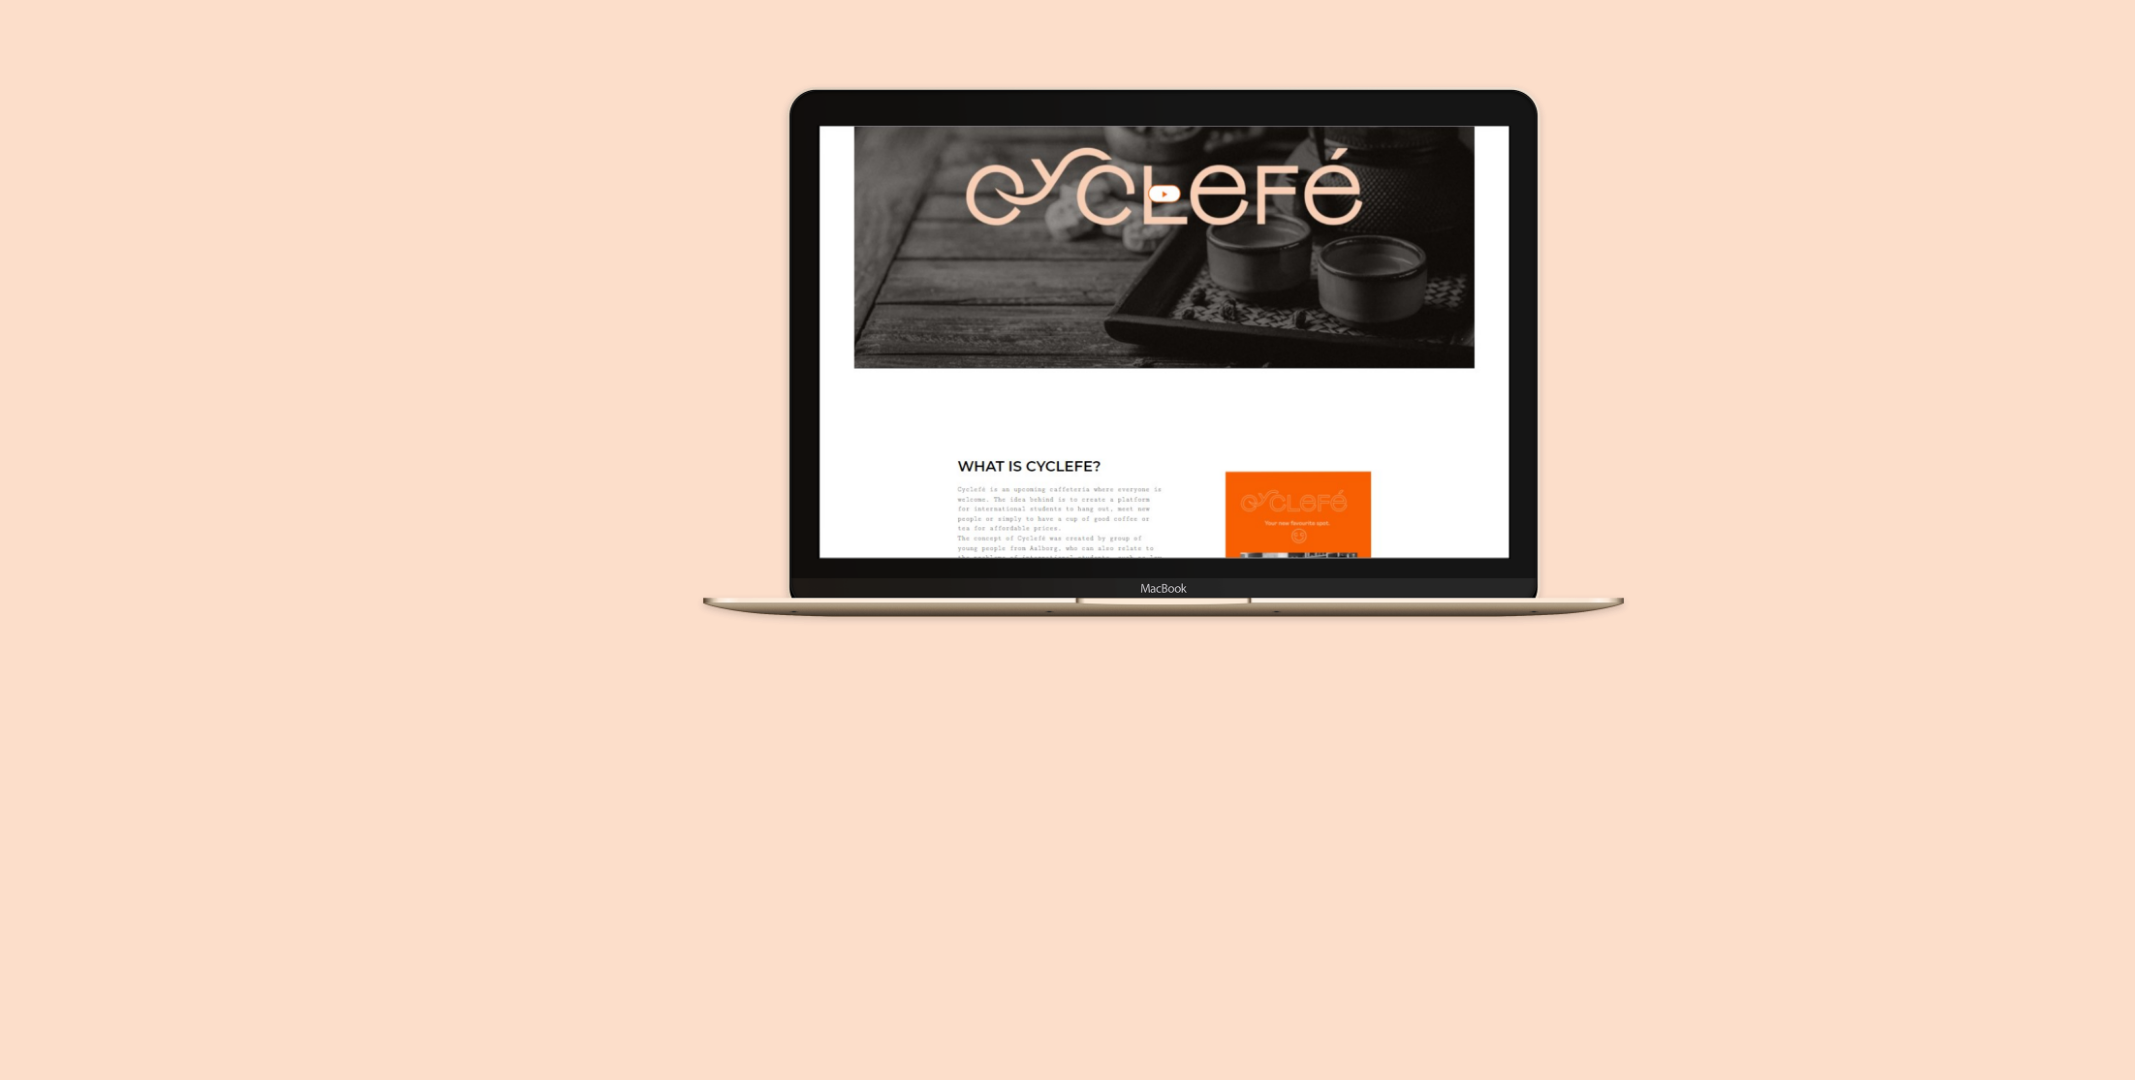 CYCLEFÉ
WHAT IS CYCLEFE?
Cyclefé is an upcoming caffeteria where everyone is
welcome. The idea behind is to create a platform
for international students to hang out, meet new
people or simply to have a cup of good coffee or
tea for affordable prices.
The concept of Cyclefé was created by group of
young people from Aalborg, who can also relate to
CYCLEFÉ
Your new favourite spot.
MacBook